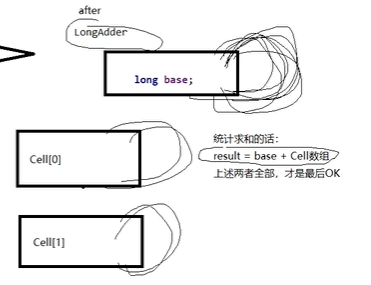 after
LongAdder
long base;
Cell[0]
统计求和的话：
result = base + Cell数组
上述两者全部，才是最后OK
Cell[1]